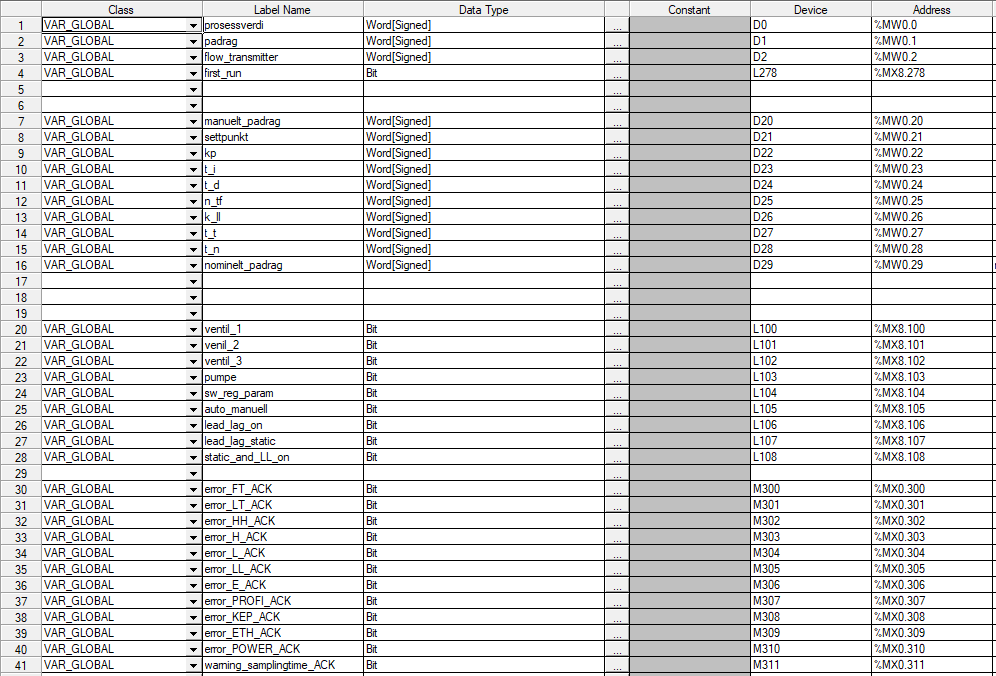 Class Label Name Data Type Constant Device Address
1 VAR_GLOBAL prosessverdi Word[Signed] ... D0 %MW0.0
2 VAR_GLOBAL padrag Word[Signed] ... D1 %MW0.1
3 VAR_GLOBAL flow_transmitter Word[Signed] ... D2 %MW0.2
4 VAR_GLOBAL first_run Bit ... L278 %MX8.278
5 ...
6 ...
7 VAR_GLOBAL manuelt_padrag Word[Signed] ... D20 %MW0.20
8 VAR_GLOBAL settpunkt Word[Signed] ... D21 %MW0.21
9 VAR_GLOBAL kp Word[Signed] ... D22 %MW0.22
10 VAR_GLOBAL t_i Word[Signed] ... D23 %MW0.23
11 VAR_GLOBAL t_d Word[Signed] ... D24 %MW0.24
12 VAR_GLOBAL n_tf Word[Signed] ... D25 %MW0.25
13 VAR_GLOBAL k_ll Word[Signed] ... D26 %MW0.26
14 VAR_GLOBAL t_t Word[Signed] ... D27 %MW0.27
15 VAR_GLOBAL t_n Word[Signed] ... D28 %MW0.28
16 VAR_GLOBAL nominelt_padrag Word[Signed] ... D29 %MW0.29
17 ...
18 ...
19 ...
20 VAR_GLOBAL ventil_1 Bit ... L100 %MX8.100
21 VAR_GLOBAL venil_2 Bit ... L101 %MX8.101
22 VAR_GLOBAL ventil_3 Bit ... L102 %MX8.102
23 VAR_GLOBAL pumpe Bit ... L103 %MX8.103
24 VAR_GLOBAL sw_reg_param Bit ... L104 %MX8.104
25 VAR_GLOBAL auto_manuell Bit ... L105 %MX8.105
26 VAR_GLOBAL lead_lag_on Bit ... L106 %MX8.106
27 VAR_GLOBAL lead_lag_static Bit ... L107 %MX8.107
28 VAR_GLOBAL static_and_LL_on Bit ... L108 %MX8.108
29 ...
30 VAR_GLOBAL error_FT_ACK Bit ... M300 %MX0.300
31 VAR_GLOBAL error_LT_ACK Bit ... M301 %MX0.301
32 VAR_GLOBAL error_HH_ACK Bit ... M302 %MX0.302
33 VAR_GLOBAL error_H_ACK Bit ... M303 %MX0.303
34 VAR_GLOBAL error_L_ACK Bit ... M304 %MX0.304
35 VAR_GLOBAL error_LL_ACK Bit ... M305 %MX0.305
36 VAR_GLOBAL error_E_ACK Bit ... M306 %MX0.306
37 VAR_GLOBAL error_PROFI_ACK Bit ... M307 %MX0.307
38 VAR_GLOBAL error_KEP_ACK Bit ... M308 %MX0.308
39 VAR_GLOBAL error_ETH_ACK Bit ... M309 %MX0.309
40 VAR_GLOBAL error_POWER_ACK Bit ... M310 %MX0.310
41 VAR_GLOBAL warning_samplingtime_ACK Bit ... M311 %MX0.311